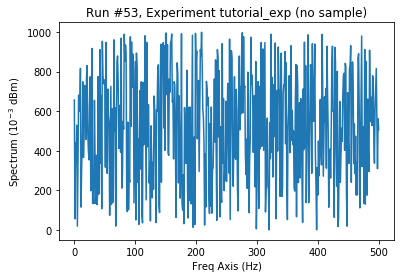 Run #53, Experiment tutorial_exp (no sample)
1000
800
600
400
200
0
Spectrum (10⁻³ dBm)
0 100 200 300 400 500
Freq Axis (Hz)